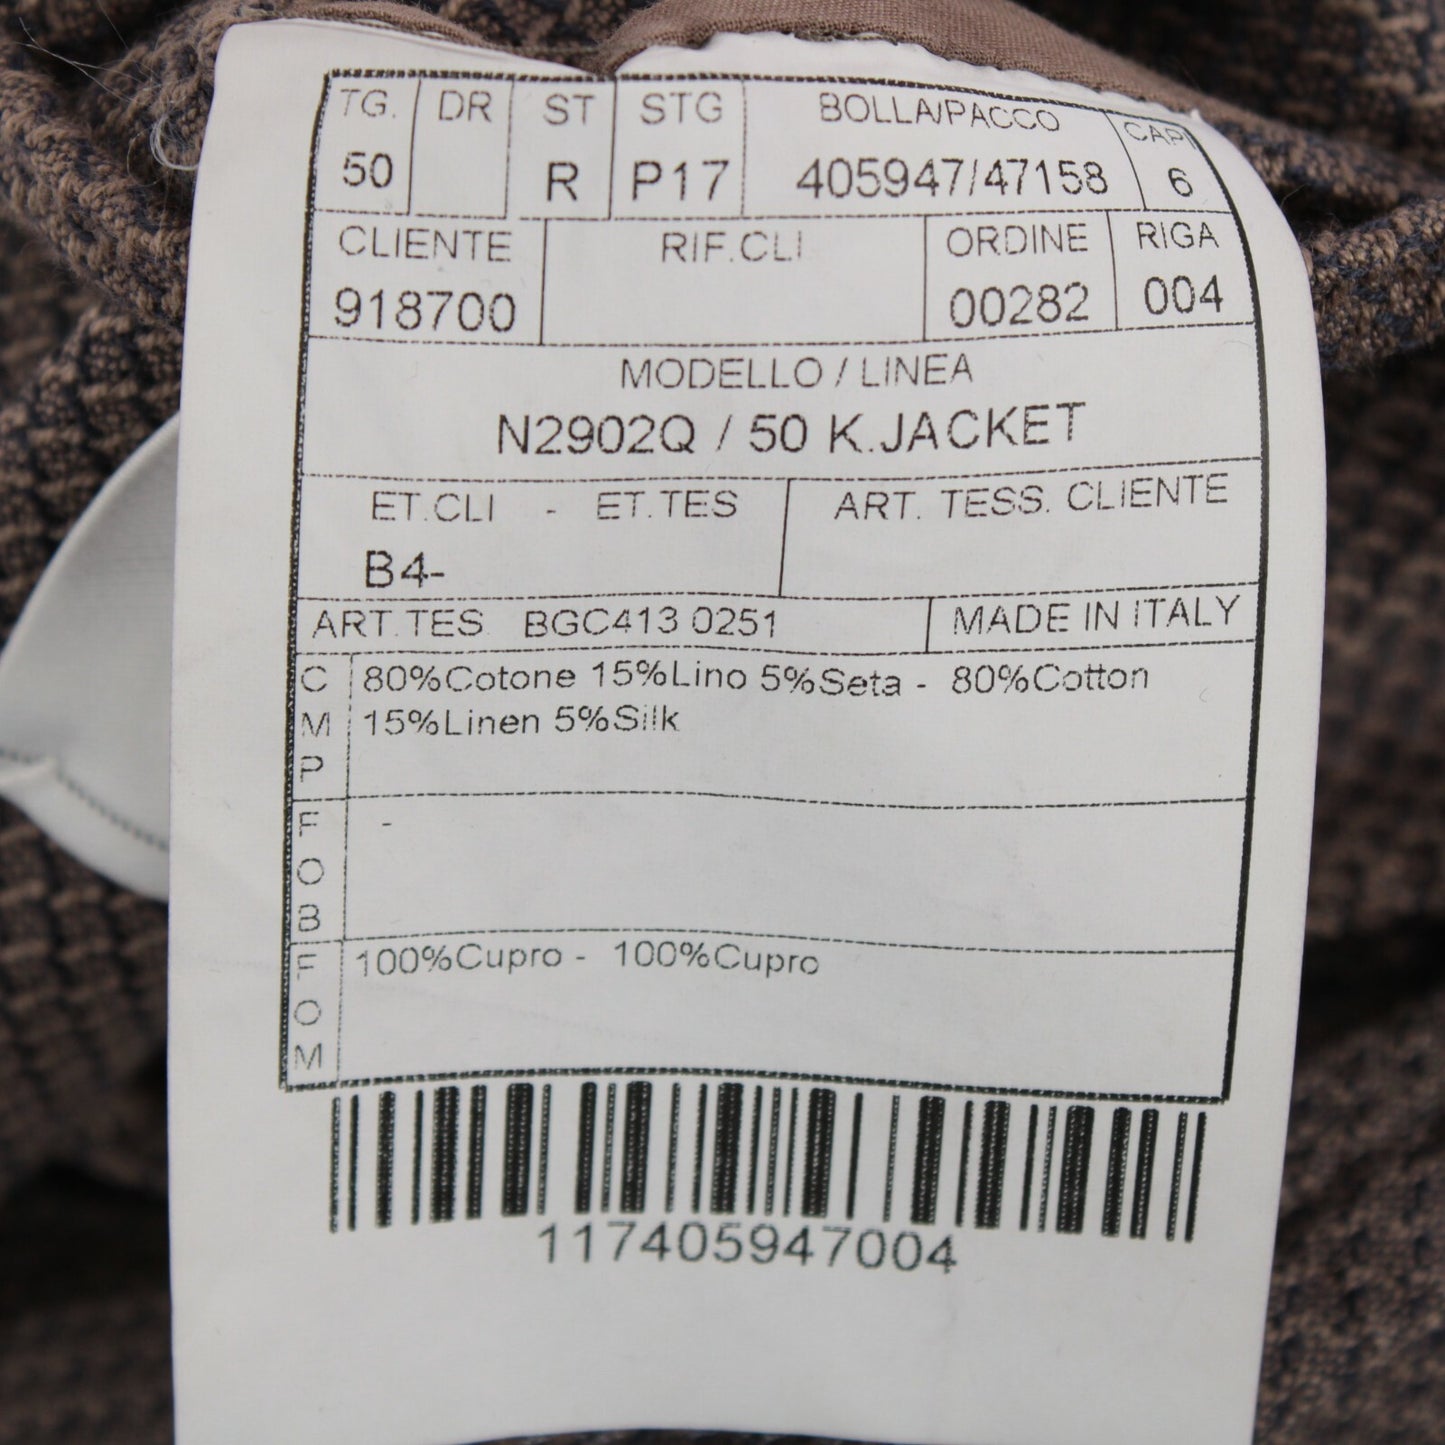 TG. DR ST STG BOLLA/PACCO CAPI
50 R P17 405947/47158 6
CLIENTE RIF.CLI ORDINE RIGA
918700 00282 004
MODELLO / LINEA
N2902Q / 50 K.JACKET
ET.CLI - ET.TES ART. TESS. CLIENTE
B4-
ART.TES. BGC413 0251 MADE IN ITALY
C 80%Cotone 15%Lino 5%Seta - 80%Cotton
M 15%Linen 5%Silk
P
F -
O
B
F 100%Cupro - 100%Cupro
O
M
117405947004